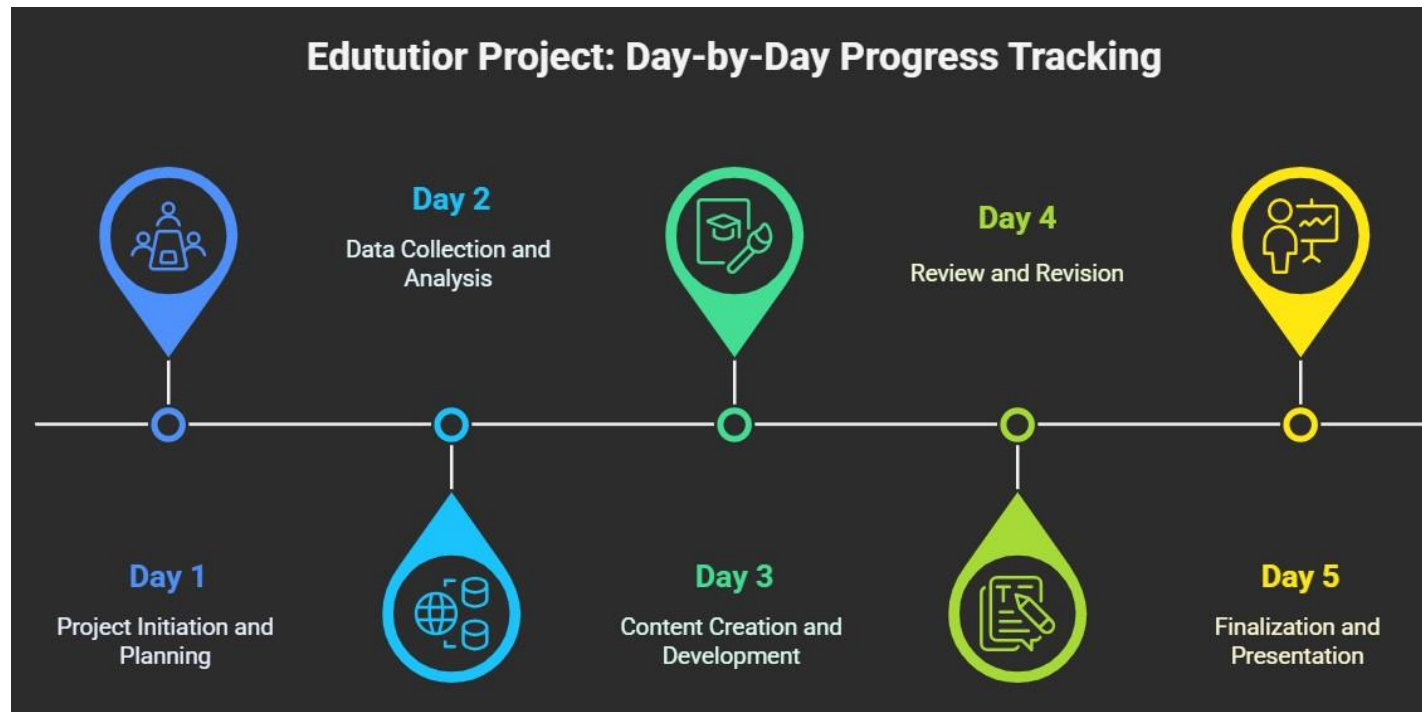 Edututior Project: Day-by-Day Progress Tracking
Day 1
Project Initiation and
Planning
Day 2
Data Collection and
Analysis
Day 3
Content Creation and
Development
Day 4
Review and Revision
Day 5
Finalization and
Presentation